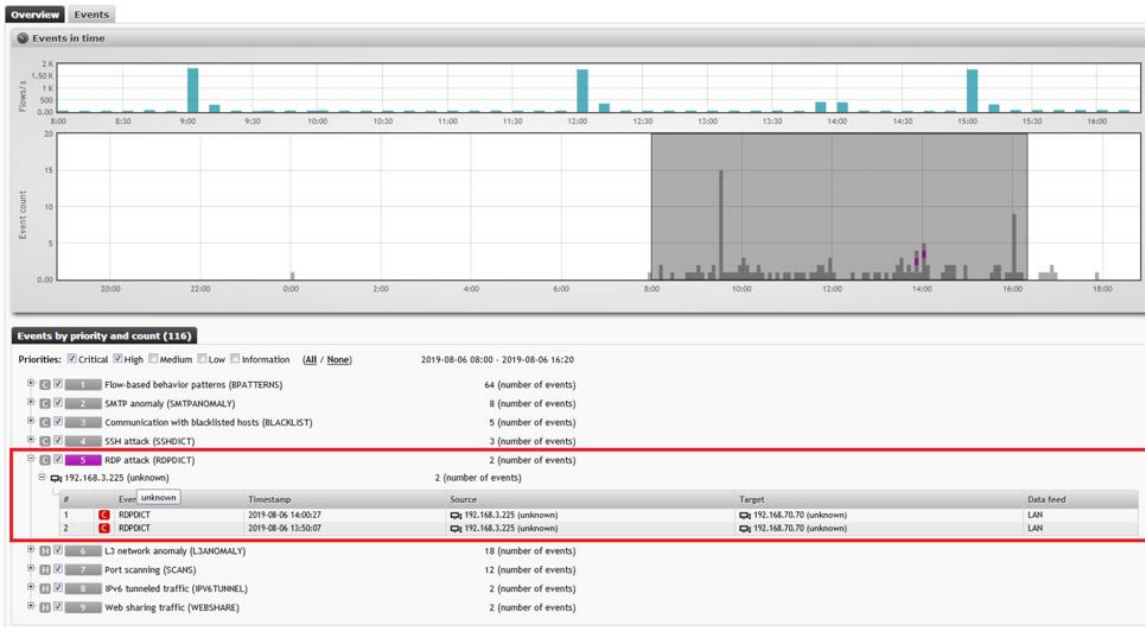 Overview Events
Events in time
2 K
1.50 K
1 K
500
0.00
Flows/s
8:00 8:30 9:00 9:30 10:00 10:30 11:00 11:30 12:00 12:30 13:00 13:30 14:00 14:30 15:00 15:30 16:00
20
15
10
5
0.00
Event count
20:00 22:00 0:00 2:00 4:00 6:00 8:00 10:00 12:00 14:00 16:00 18:00
Events by priority and count (116)
Priorities: Critical High Medium Low Information (All / None) 2019-08-06 08:00 - 2019-08-06 16:20
C 1 Flow-based behavior patterns (BPATTERNS) 64 (number of events)
C 2 SMTP anomaly (SMTPANOMALY) 8 (number of events)
C 3 Communication with blacklisted hosts (BLACKLIST) 5 (number of events)
C 4 SSH attack (SSHDICT) 3 (number of events)
C 5 RDP attack (RDPDICT) 2 (number of events)
192.168.3.225 (unknown) 2 (number of events)
# Even unknown Timestamp Source Target Data feed
1 C RDPDICT 2019-08-06 14:00:27 192.168.3.225 (unknown) 192.168.70.70 (unknown) LAN
2 C RDPDICT 2019-08-06 13:50:07 192.168.3.225 (unknown) 192.168.70.70 (unknown) LAN
H 6 L3 network anomaly (L3ANOMALY) 18 (number of events)
H 7 Port scanning (SCANS) 12 (number of events)
H 8 IPv6 tunneled traffic (IPV6TUNNEL) 2 (number of events)
H 9 Web sharing traffic (WEBSHARE) 2 (number of events)